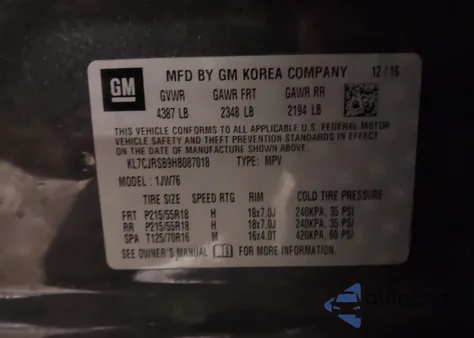 GM
MFD BY GM KOREA COMPANY 12/16
GVWR GAWR FRT GAWR RR
4387 LB 2348 LB 2194 LB
THIS VEHICLE CONFORMS TO ALL APPLICABLE U.S. FEDERAL MOTOR
VEHICLE SAFETY AND THEFT PREVENTION STANDARDS IN EFFECT
ON THE DATE OF MANUFACTURE SHOWN ABOVE.
KL7CJRSB9HB087018 TYPE: MPV
MODEL: 1JW76
TIRE SIZE SPEED RTG RIM COLD TIRE PRESSURE
FRT P215/55R18 H 18x7.0J 240KPA, 35 PSI
RR P215/55R18 H 18x7.0J 240KPA, 35 PSI
SPA T125/70R16 M 16x4.0T 420KPA, 60 PSI
SEE OWNER'S MANUAL FOR MORE INFORMATION